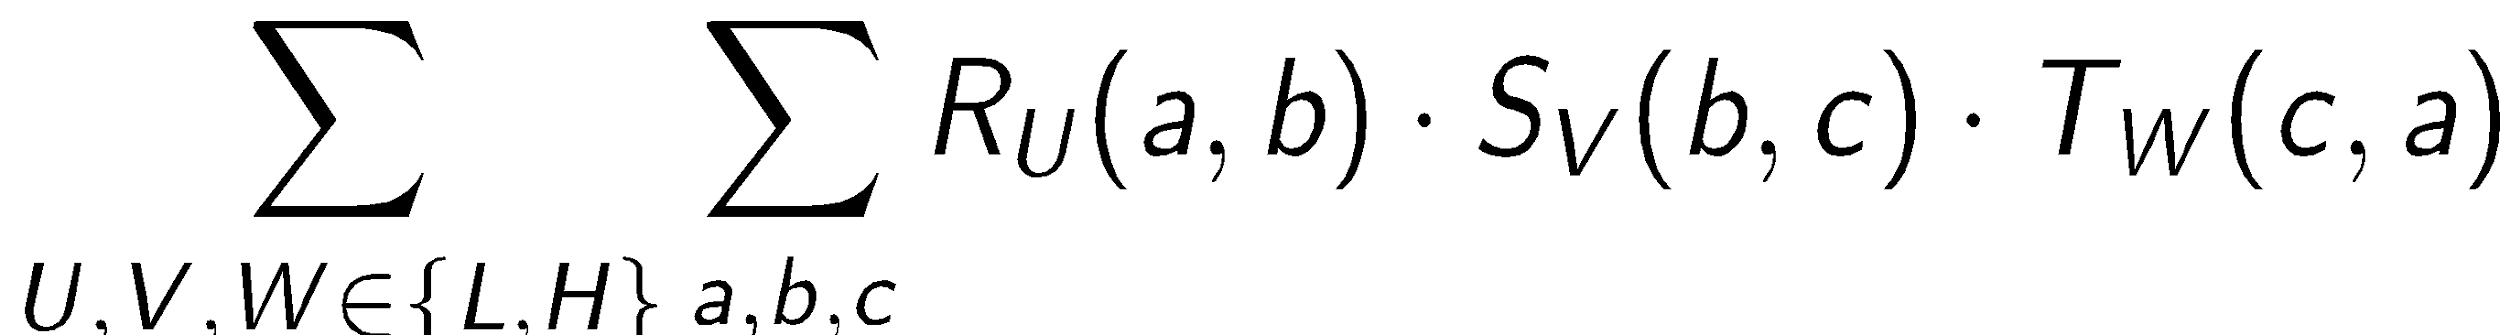 ∑ ∑ R_U(a, b) · S_V(b, c) · T_W(c, a)
U,V,W∈{L,H} a,b,c